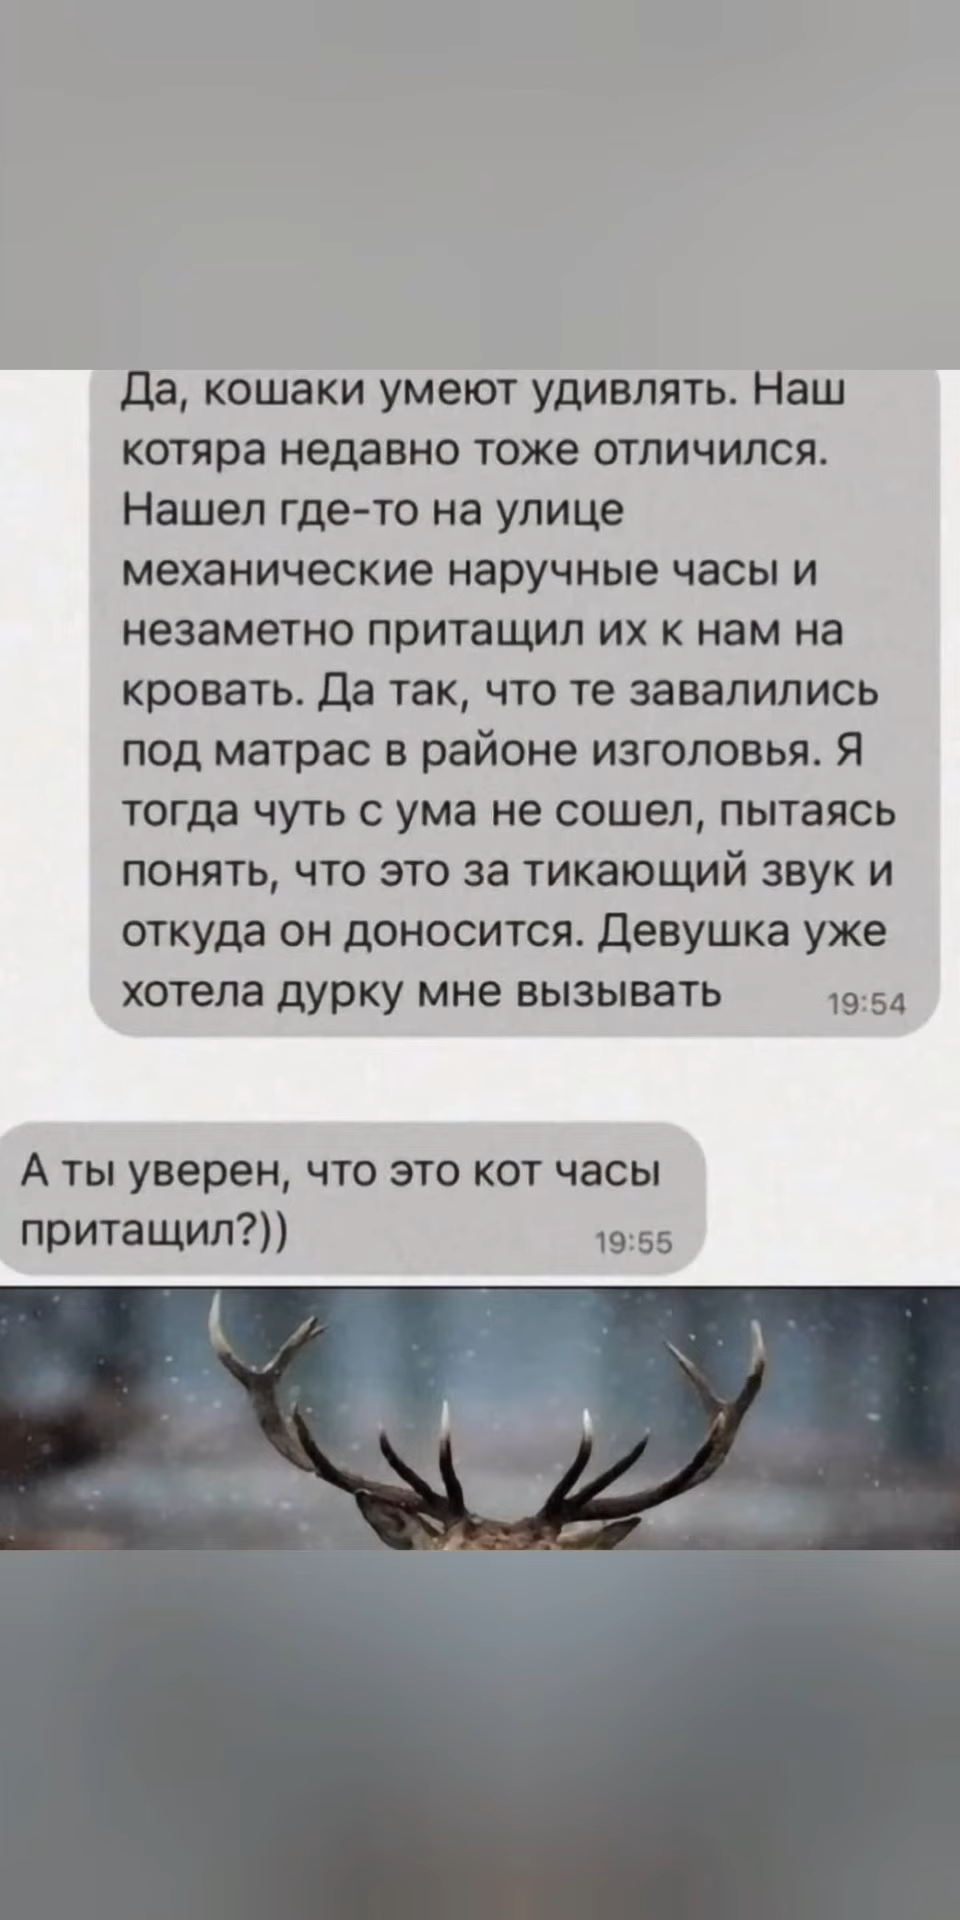 Да, кошаки умеют удивлять. Наш
котяра недавно тоже отличился.
Нашел где-то на улице
механические наручные часы и
незаметно притащил их к нам на
кровать. Да так, что те завалились
под матрас в районе изголовья. Я
тогда чуть с ума не сошел, пытаясь
понять, что это за тикающий звук и
откуда он доносится. Девушка уже
хотела дурку мне вызывать
19:54
А ты уверен, что это кот часы
притащил?))
19:55